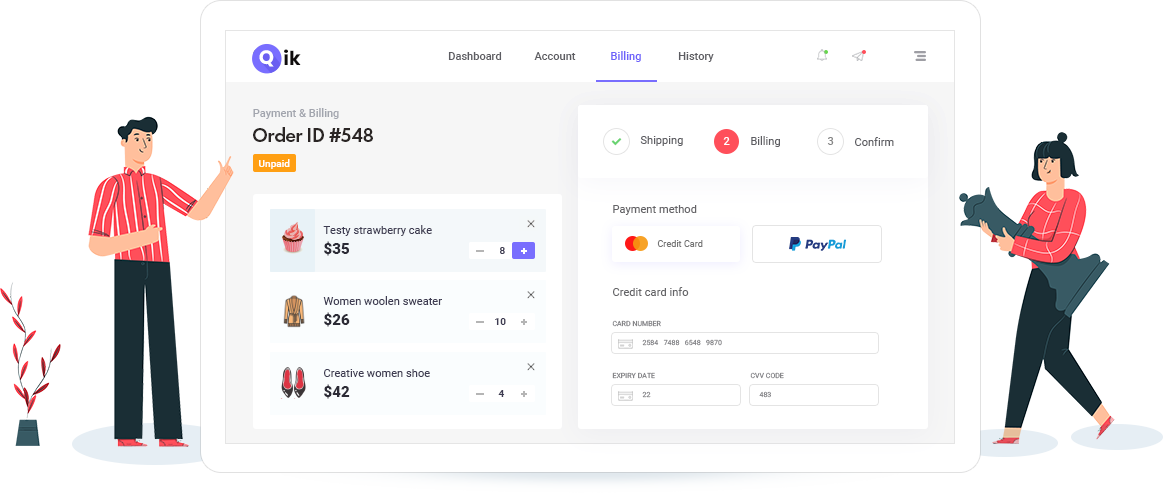 Qik
Dashboard Account Billing History
Payment & Billing
Order ID #548
Unpaid
Testy strawberry cake
$35
8
Women woolen sweater
$26
10
Creative women shoe
$42
4
Shipping 2 Billing 3 Confirm
Payment method
Credit Card PayPal
Credit card info
CARD NUMBER
2584 7488 6548 9870
EXPIRY DATE CVV CODE
22 483